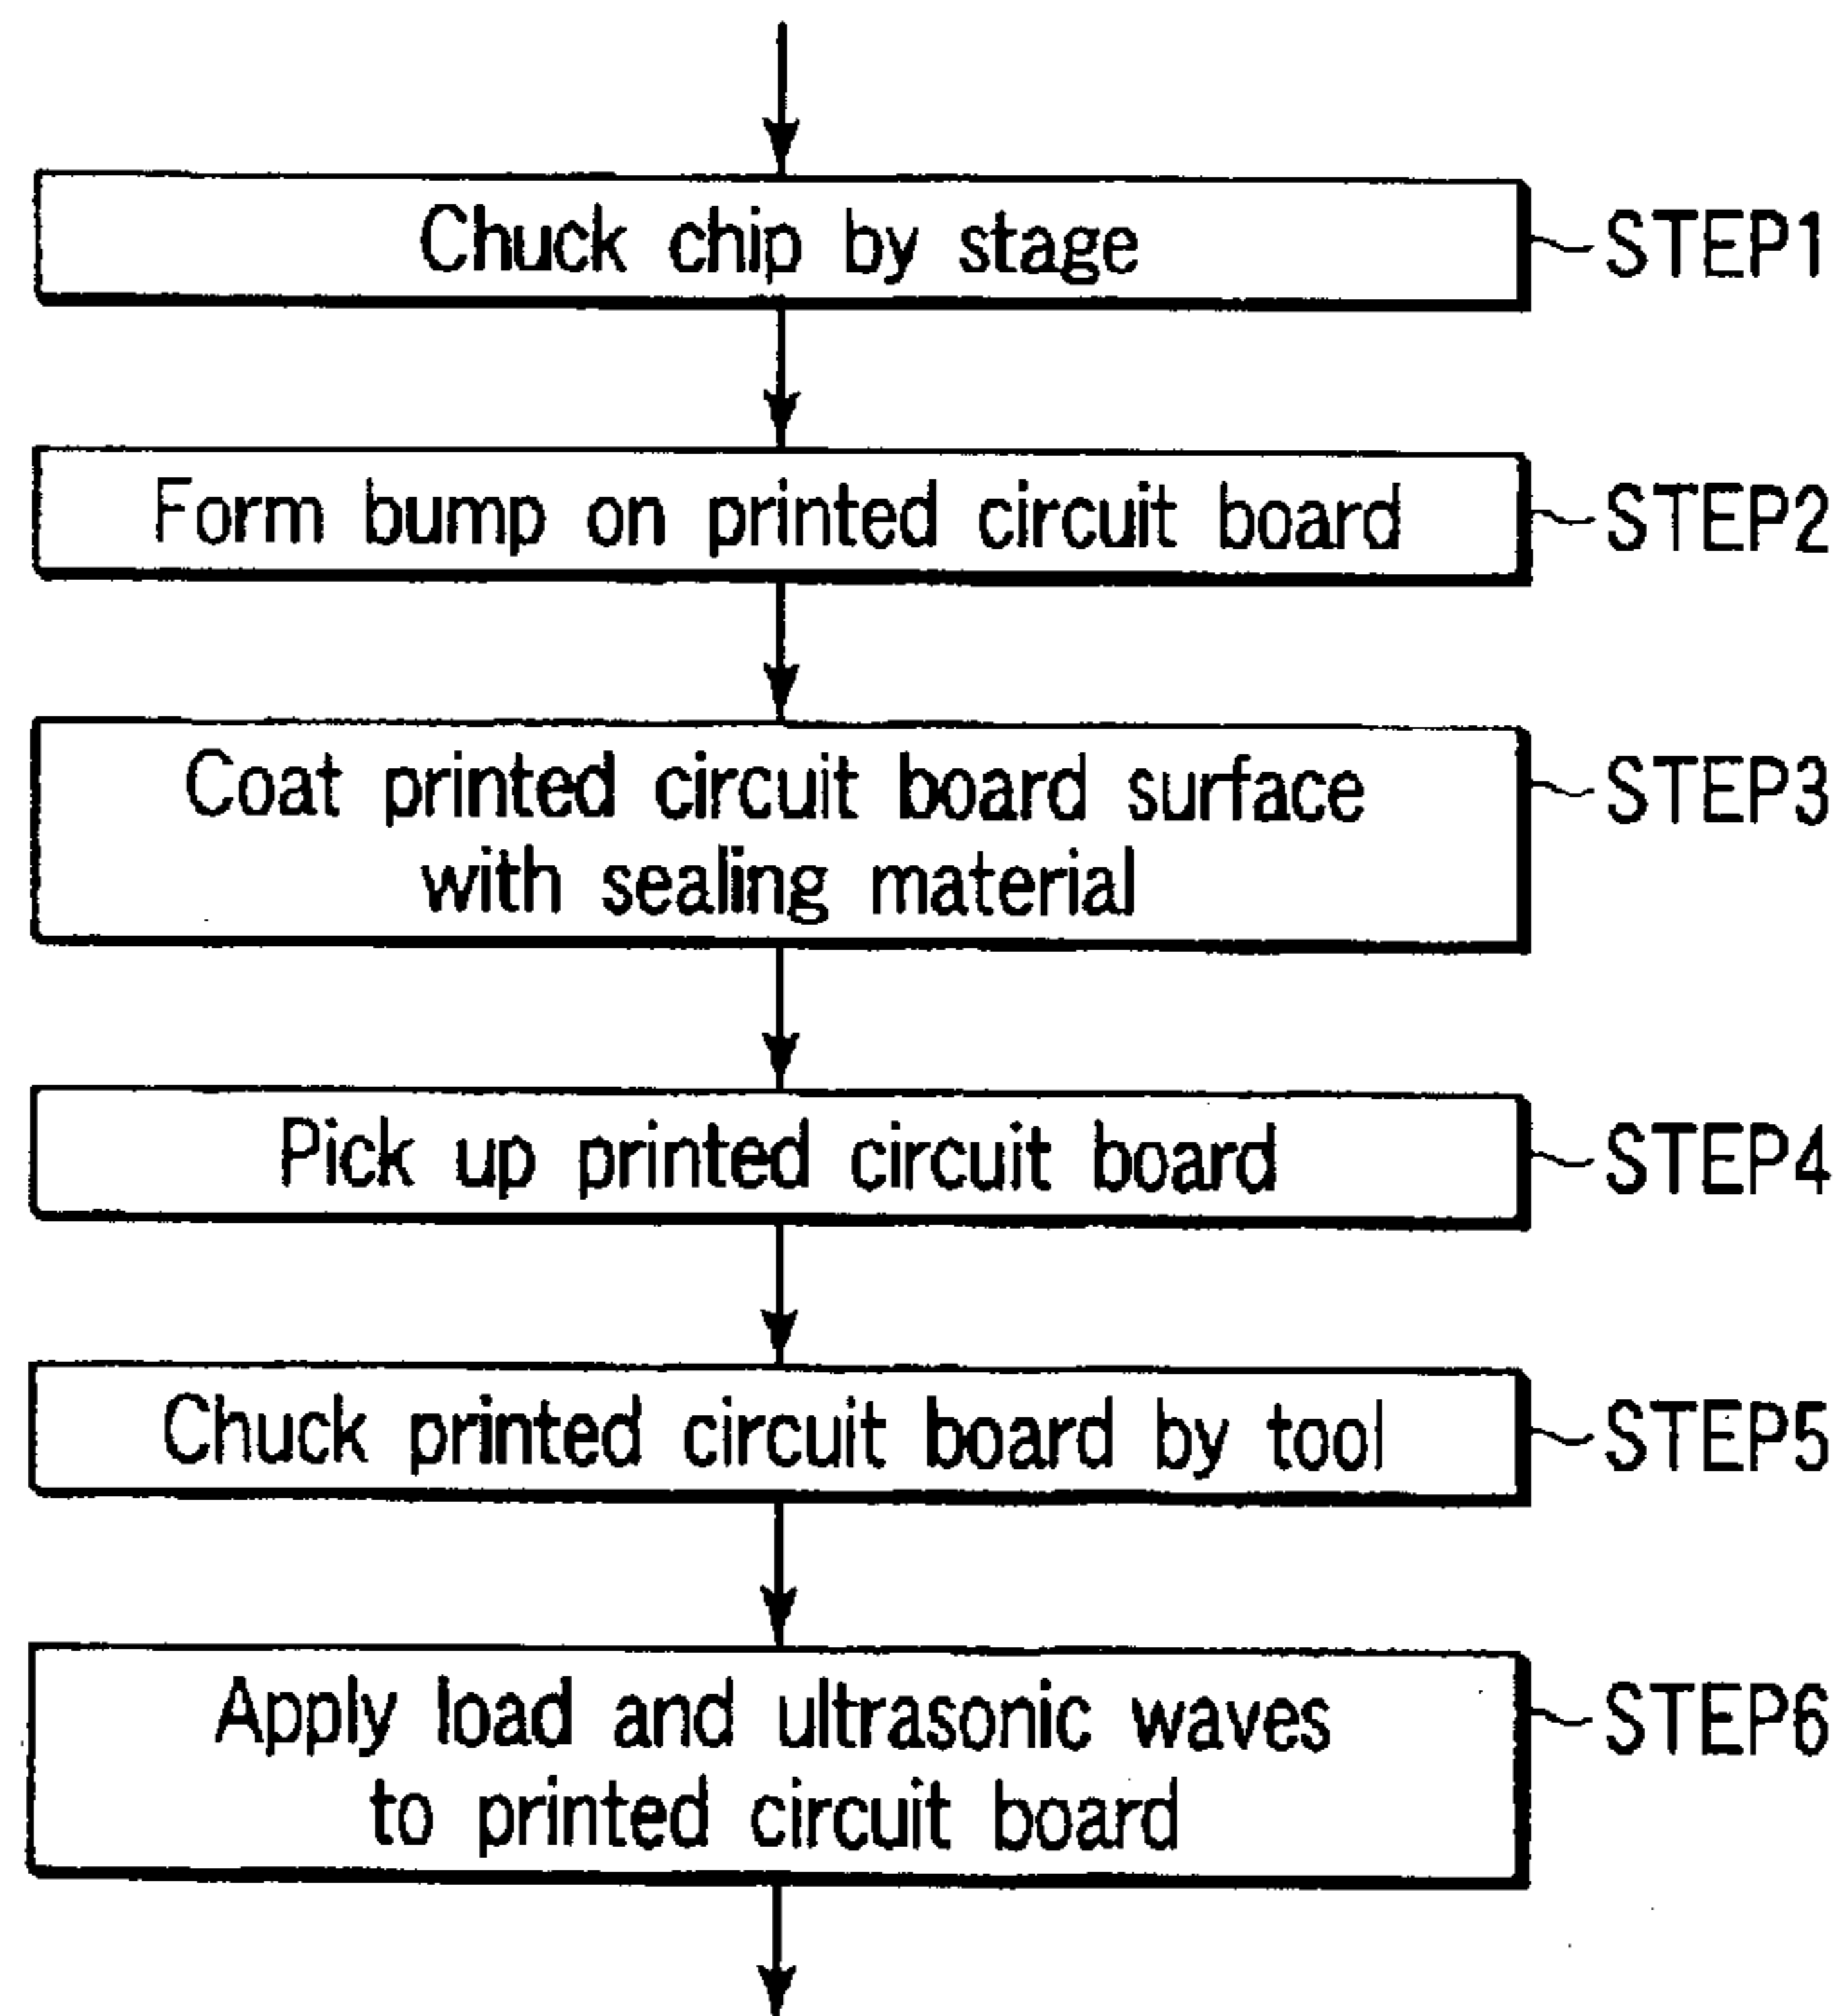 Chuck chip by stage
STEP1
Form bump on printed circuit board
STEP2
Coat printed circuit board surface
STEP3
with sealing material
Pick up printed circuit board
STEP4
Chuck printed circuit board by tool
STEP5
Apply load and ultrasonic waves
STEP6
to printed circuit board